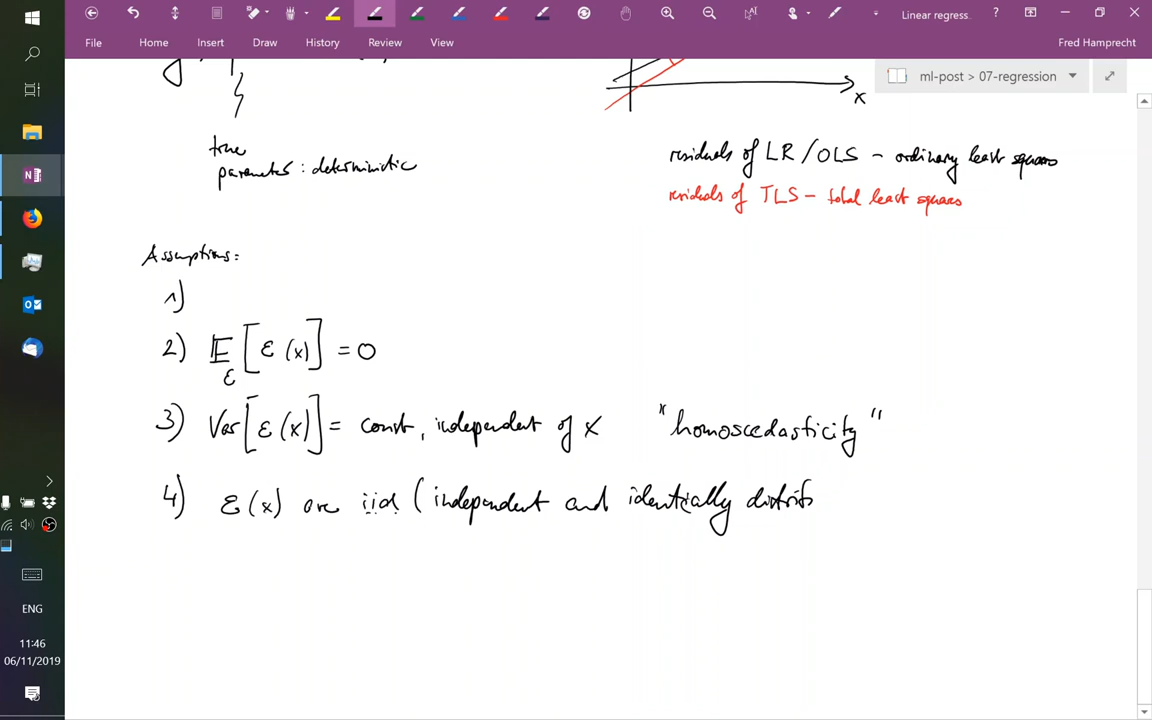 Linear regress...
File Home Insert Draw History Review View
Fred Hamprecht
ml-post > 07-regression
x
true
parameter : deterministic
residuals of LR / OLS – ordinary least squares
residuals of TLS – total least squares
Assumptions:
1)
2) 𝔼_ε [ε(x)] = 0
3) Var[ε(x)] = const, independent of x "homoscedasticity"
4) ε(x) are iid (independent and identically distrib
ENG
11:46
06/11/2019